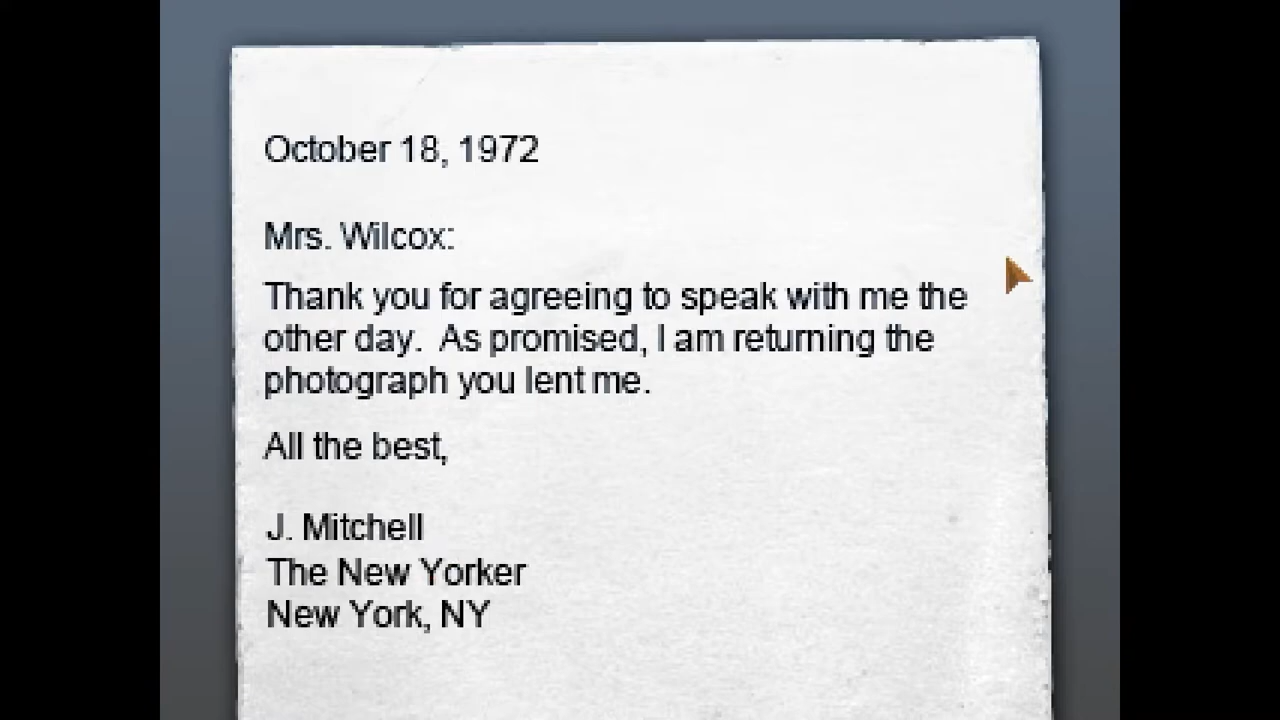 October 18, 1972
Mrs. Wilcox:
Thank you for agreeing to speak with me the
other day.  As promised, I am returning the
photograph you lent me.
All the best,
J. Mitchell
The New Yorker
New York, NY